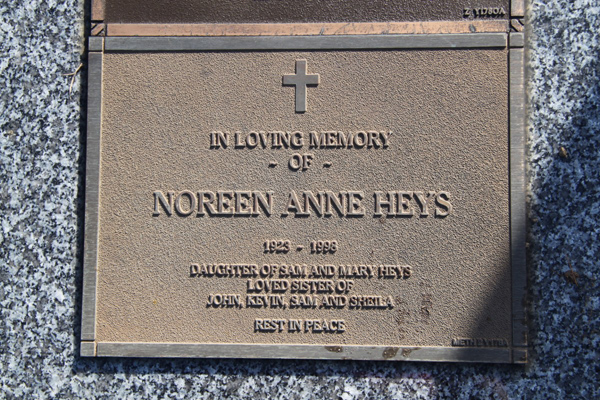 Z Y1780A
IN LOVING MEMORY
~ OF ~
NOREEN ANNE HEYS
1923 - 1998
DAUGHTER OF SAM AND MARY HEYS
LOVED SISTER OF
JOHN, KEVIN, SAM AND SHEILA
REST IN PEACE